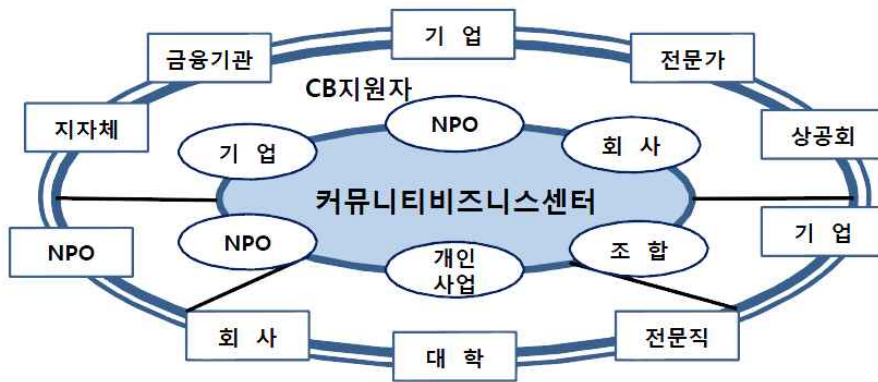 기 업
금융기관
전문가
CB지원자
지자체
NPO
상공회
기 업
회 사
커뮤니티비즈니스센터
NPO
NPO
조 합
기 업
개인
사업
회 사
대 학
전문직